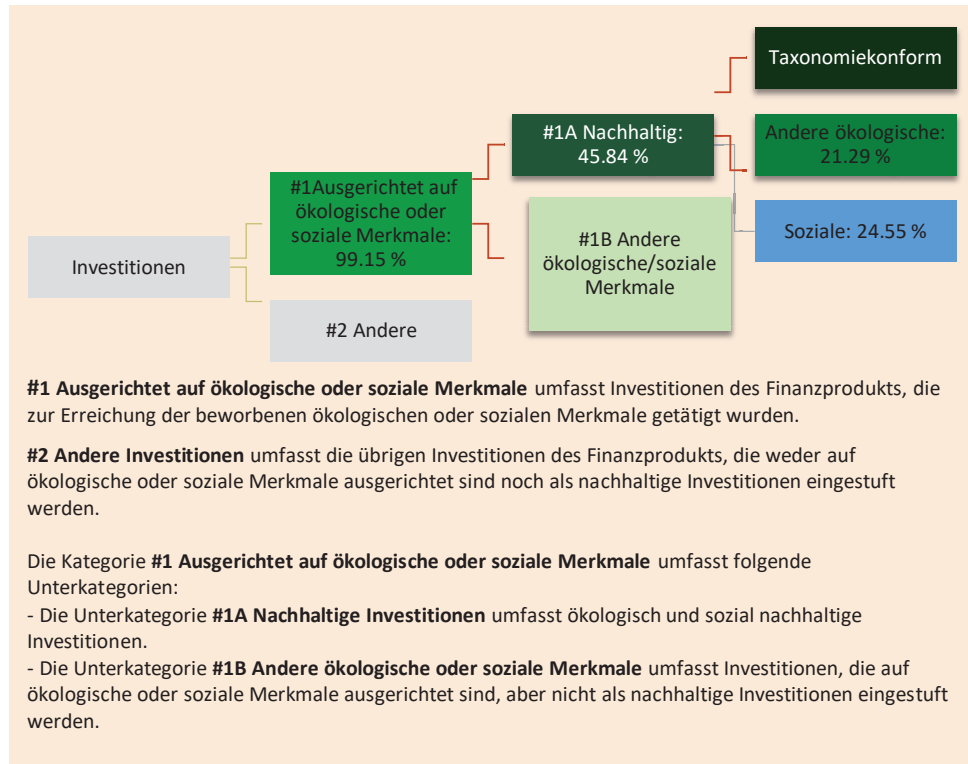 Taxonomiekonform
#1A Nachhaltig:
45.84 %
Andere ökologische:
21.29 %
#1Ausgerichtet auf
ökologische oder
soziale Merkmale:
99.15 %
Soziale: 24.55 %
#1B Andere
ökologische/soziale
Merkmale
Investitionen
#2 Andere
#1 Ausgerichtet auf ökologische oder soziale Merkmale umfasst Investitionen des Finanzprodukts, die
zur Erreichung der beworbenen ökologischen oder sozialen Merkmale getätigt wurden.
#2 Andere Investitionen umfasst die übrigen Investitionen des Finanzprodukts, die weder auf
ökologische oder soziale Merkmale ausgerichtet sind noch als nachhaltige Investitionen eingestuft
werden.
Die Kategorie #1 Ausgerichtet auf ökologische oder soziale Merkmale umfasst folgende
Unterkategorien:
- Die Unterkategorie #1A Nachhaltige Investitionen umfasst ökologisch und sozial nachhaltige
Investitionen.
- Die Unterkategorie #1B Andere ökologische oder soziale Merkmale umfasst Investitionen, die auf
ökologische oder soziale Merkmale ausgerichtet sind, aber nicht als nachhaltige Investitionen eingestuft
werden.